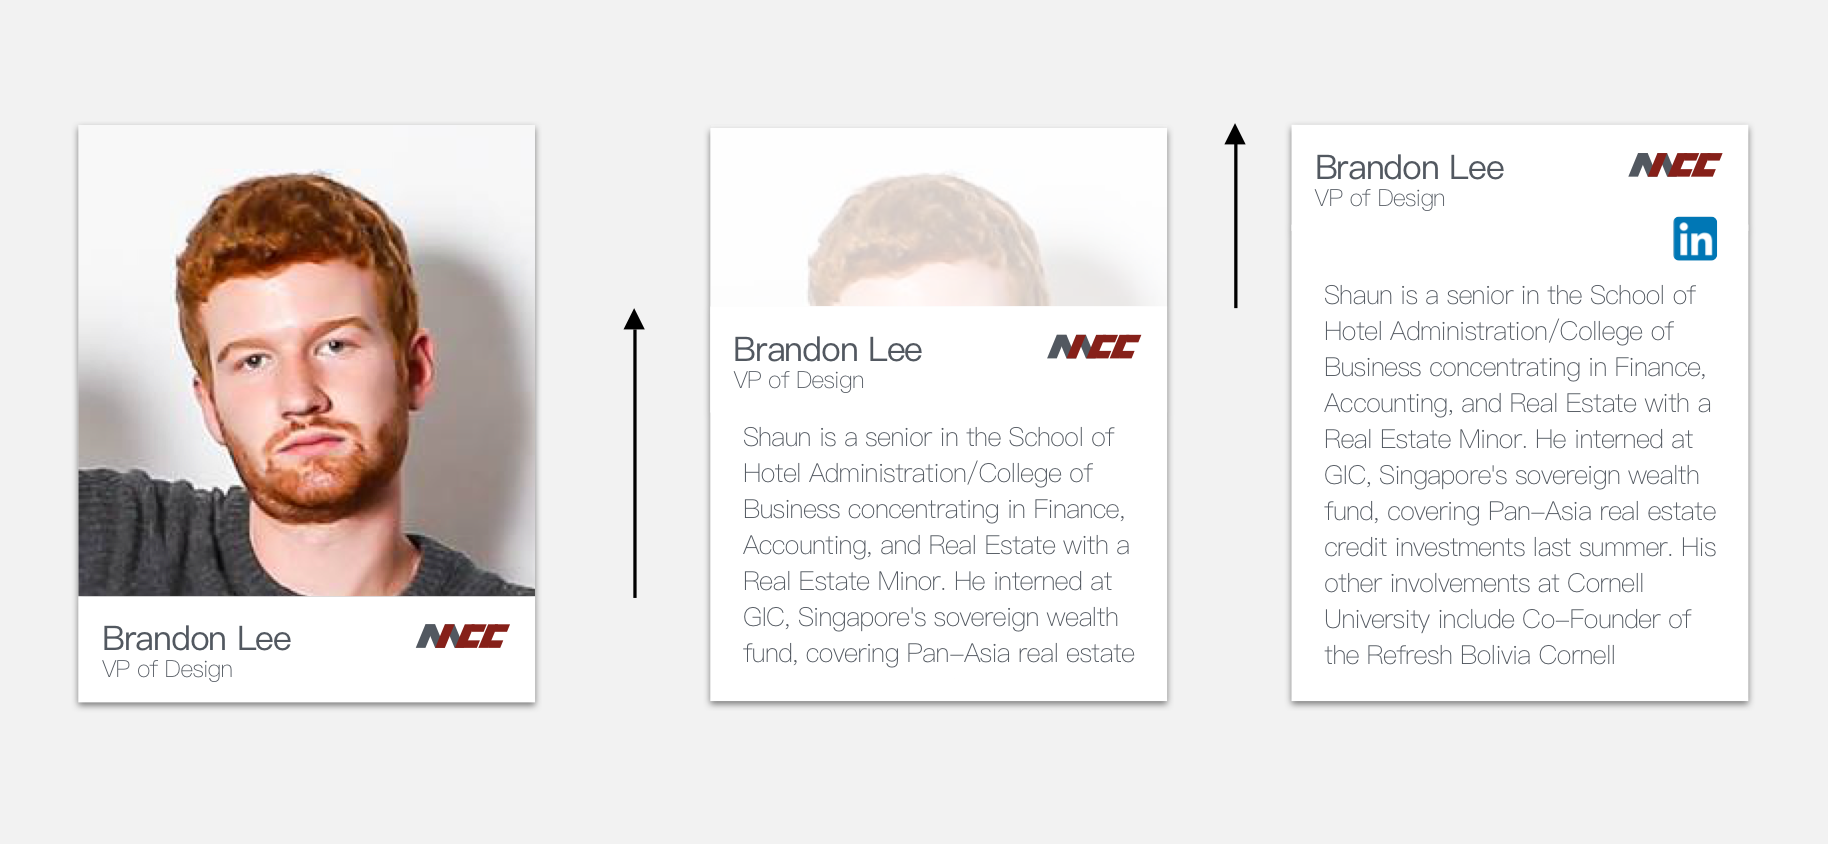 Brandon Lee
VP of Design
NNCC
Brandon Lee
VP of Design
NNCC
Shaun is a senior in the School of
Hotel Administration/College of
Business concentrating in Finance,
Accounting, and Real Estate with a
Real Estate Minor. He interned at
GIC, Singapore's sovereign wealth
fund, covering Pan-Asia real estate
Brandon Lee
VP of Design
NNCC
in
Shaun is a senior in the School of
Hotel Administration/College of
Business concentrating in Finance,
Accounting, and Real Estate with a
Real Estate Minor. He interned at
GIC, Singapore's sovereign wealth
fund, covering Pan-Asia real estate
credit investments last summer. His
other involvements at Cornell
University include Co-Founder of
the Refresh Bolivia Cornell